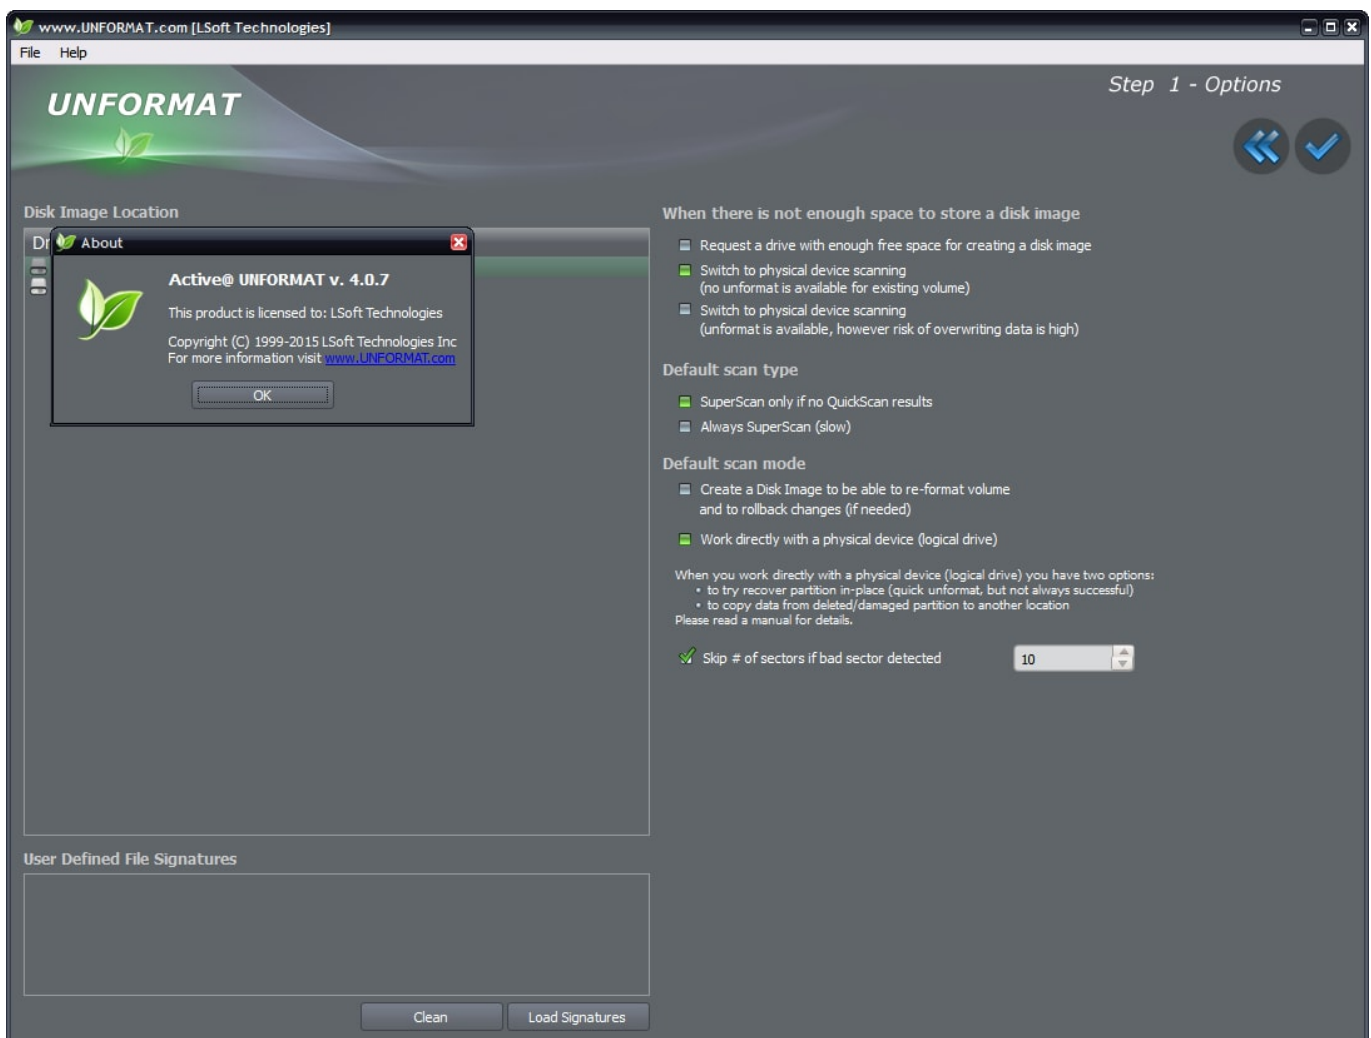 www.UNFORMAT.com [LSoft Technologies]
File Help
UNFORMAT
Step 1 - Options
Disk Image Location
Dr
About
Active@ UNFORMAT v. 4.0.7
This product is licensed to: LSoft Technologies
Copyright (C) 1999-2015 LSoft Technologies Inc
For more information visit www.UNFORMAT.com
OK
When there is not enough space to store a disk image
Request a drive with enough free space for creating a disk image
Switch to physical device scanning
(no unformat is available for existing volume)
Switch to physical device scanning
(unformat is available, however risk of overwriting data is high)
Default scan type
SuperScan only if no QuickScan results
Always SuperScan (slow)
Default scan mode
Create a Disk Image to be able to re-format volume
and to rollback changes (if needed)
Work directly with a physical device (logical drive)
When you work directly with a physical device (logical drive) you have two options:
• to try recover partition in-place (quick unformat, but not always successful)
• to copy data from deleted/damaged partition to another location
Please read a manual for details.
Skip # of sectors if bad sector detected 10
User Defined File Signatures
Clean Load Signatures